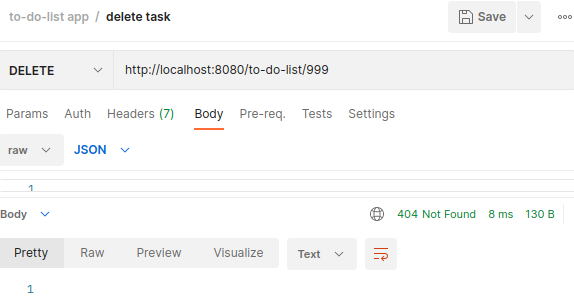 to-do-list app / delete task
Save
DELETE
http://localhost:8080/to-do-list/999
Params Auth Headers (7) Body Pre-req. Tests Settings
raw JSON
1
Body
404 Not Found 8 ms 130 B
Pretty Raw Preview Visualize Text
1